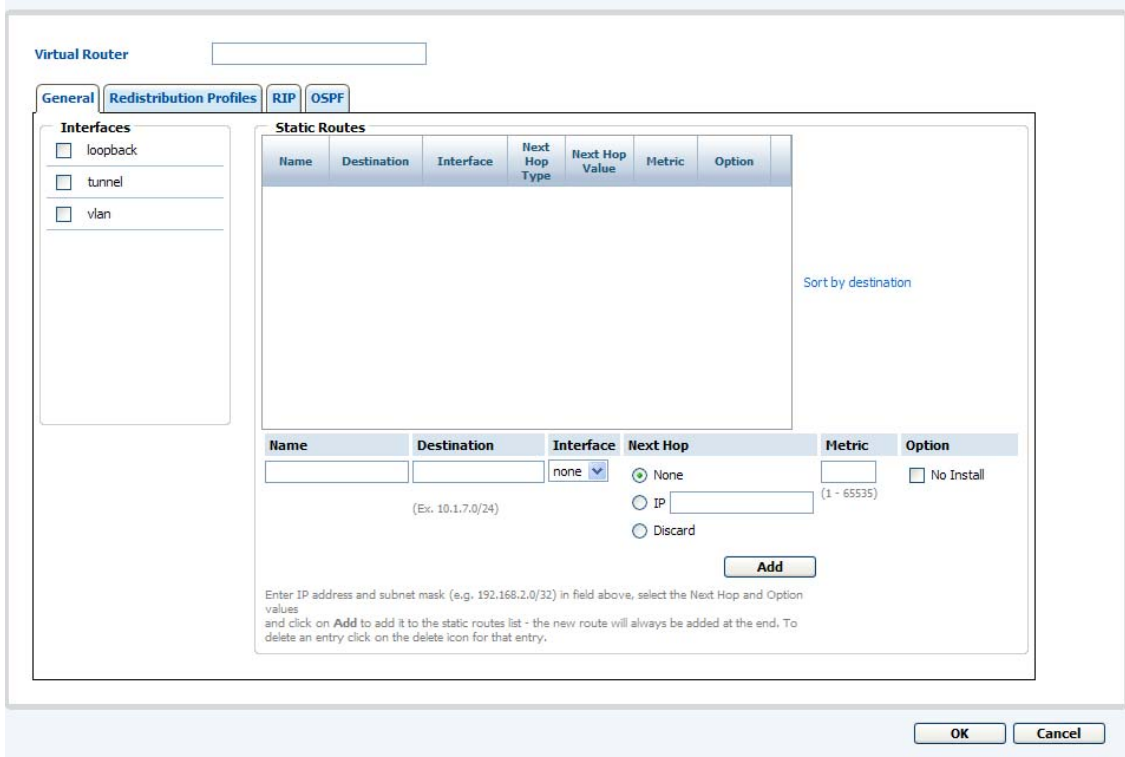 Virtual Router
General Redistribution Profiles RIP OSPF
Interfaces
loopback
tunnel
vlan
Static Routes
Name Destination Interface Next Hop Type Next Hop Value Metric Option
Sort by destination
Name Destination Interface Next Hop Metric Option
none None (1 - 65535) No Install
(Ex. 10.1.7.0/24) IP
Discard
Add
Enter IP address and subnet mask (e.g. 192.168.2.0/32) in field above, select the Next Hop and Option
values
and click on Add to add it to the static routes list - the new route will always be added at the end. To
delete an entry click on the delete icon for that entry.
OK Cancel